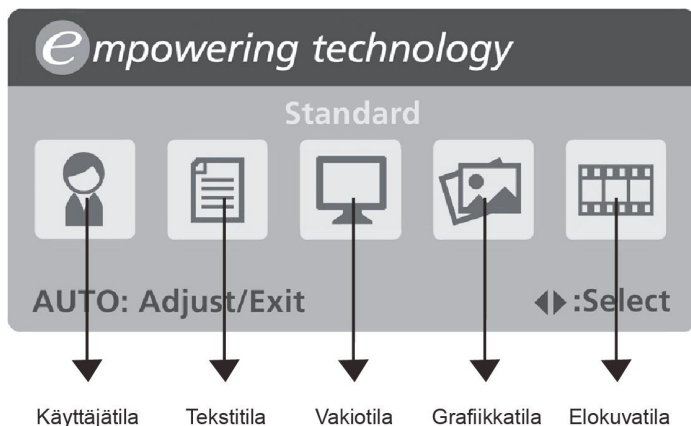 empowering technology
Standard
AUTO: Adjust/Exit ◀▶ :Select
Käyttäjätila Tekstitila Vakiotila Grafiikkatila Elokuvatila